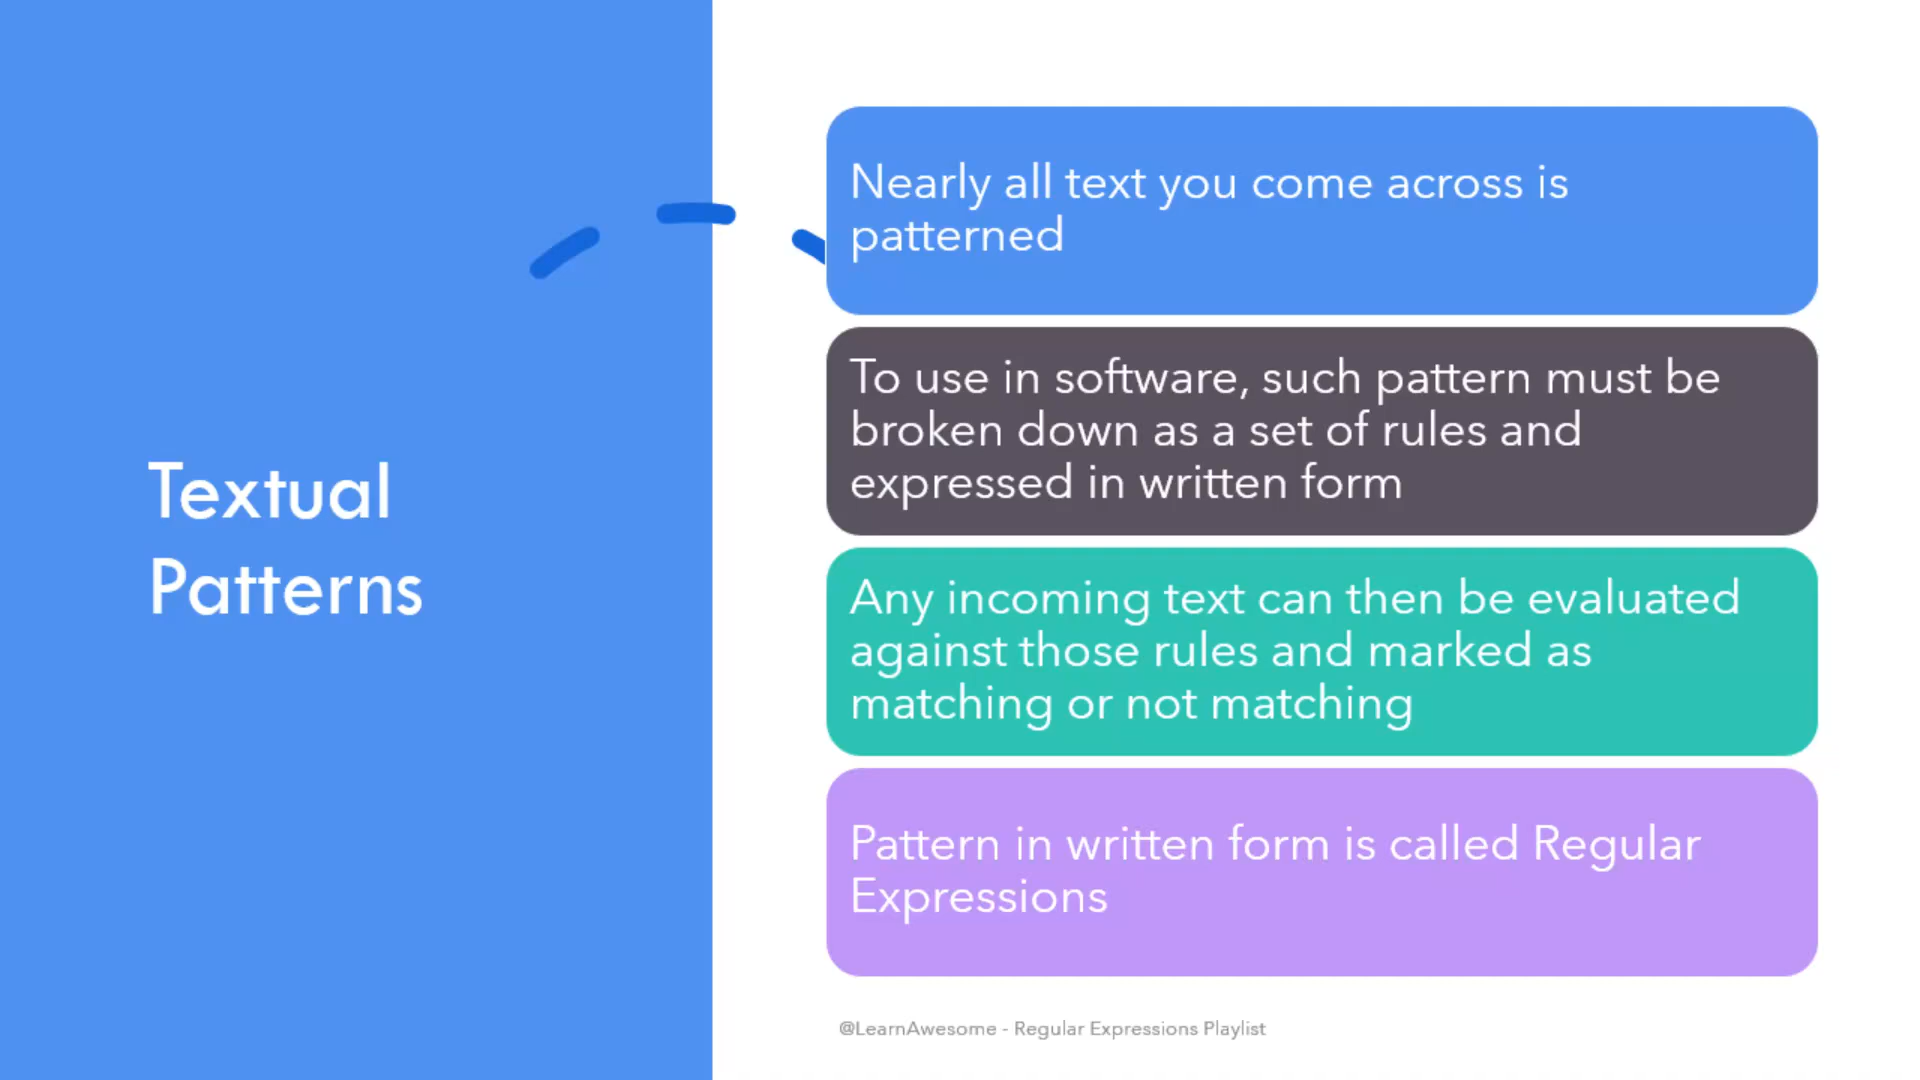 Textual
Patterns
Nearly all text you come across is
patterned
To use in software, such pattern must be
broken down as a set of rules and
expressed in written form
Any incoming text can then be evaluated
against those rules and marked as
matching or not matching
Pattern in written form is called Regular
Expressions
@LearnAwesome - Regular Expressions Playlist